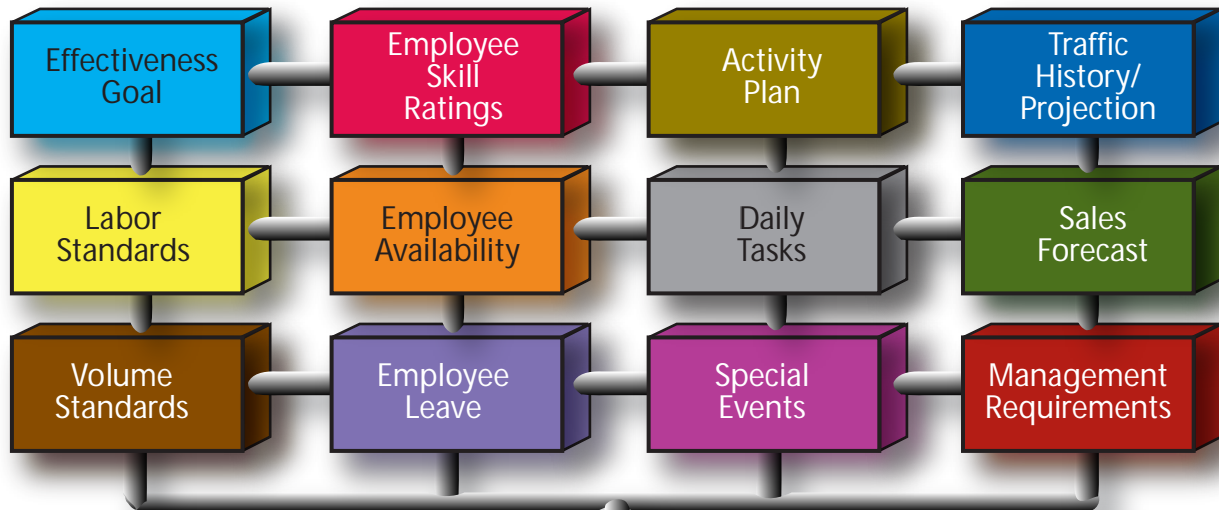 Effectiveness
Goal
Employee
Skill
Ratings
Activity
Plan
Traffic
History/
Projection
Labor
Standards
Employee
Availability
Daily
Tasks
Sales
Forecast
Volume
Standards
Employee
Leave
Special
Events
Management
Requirements